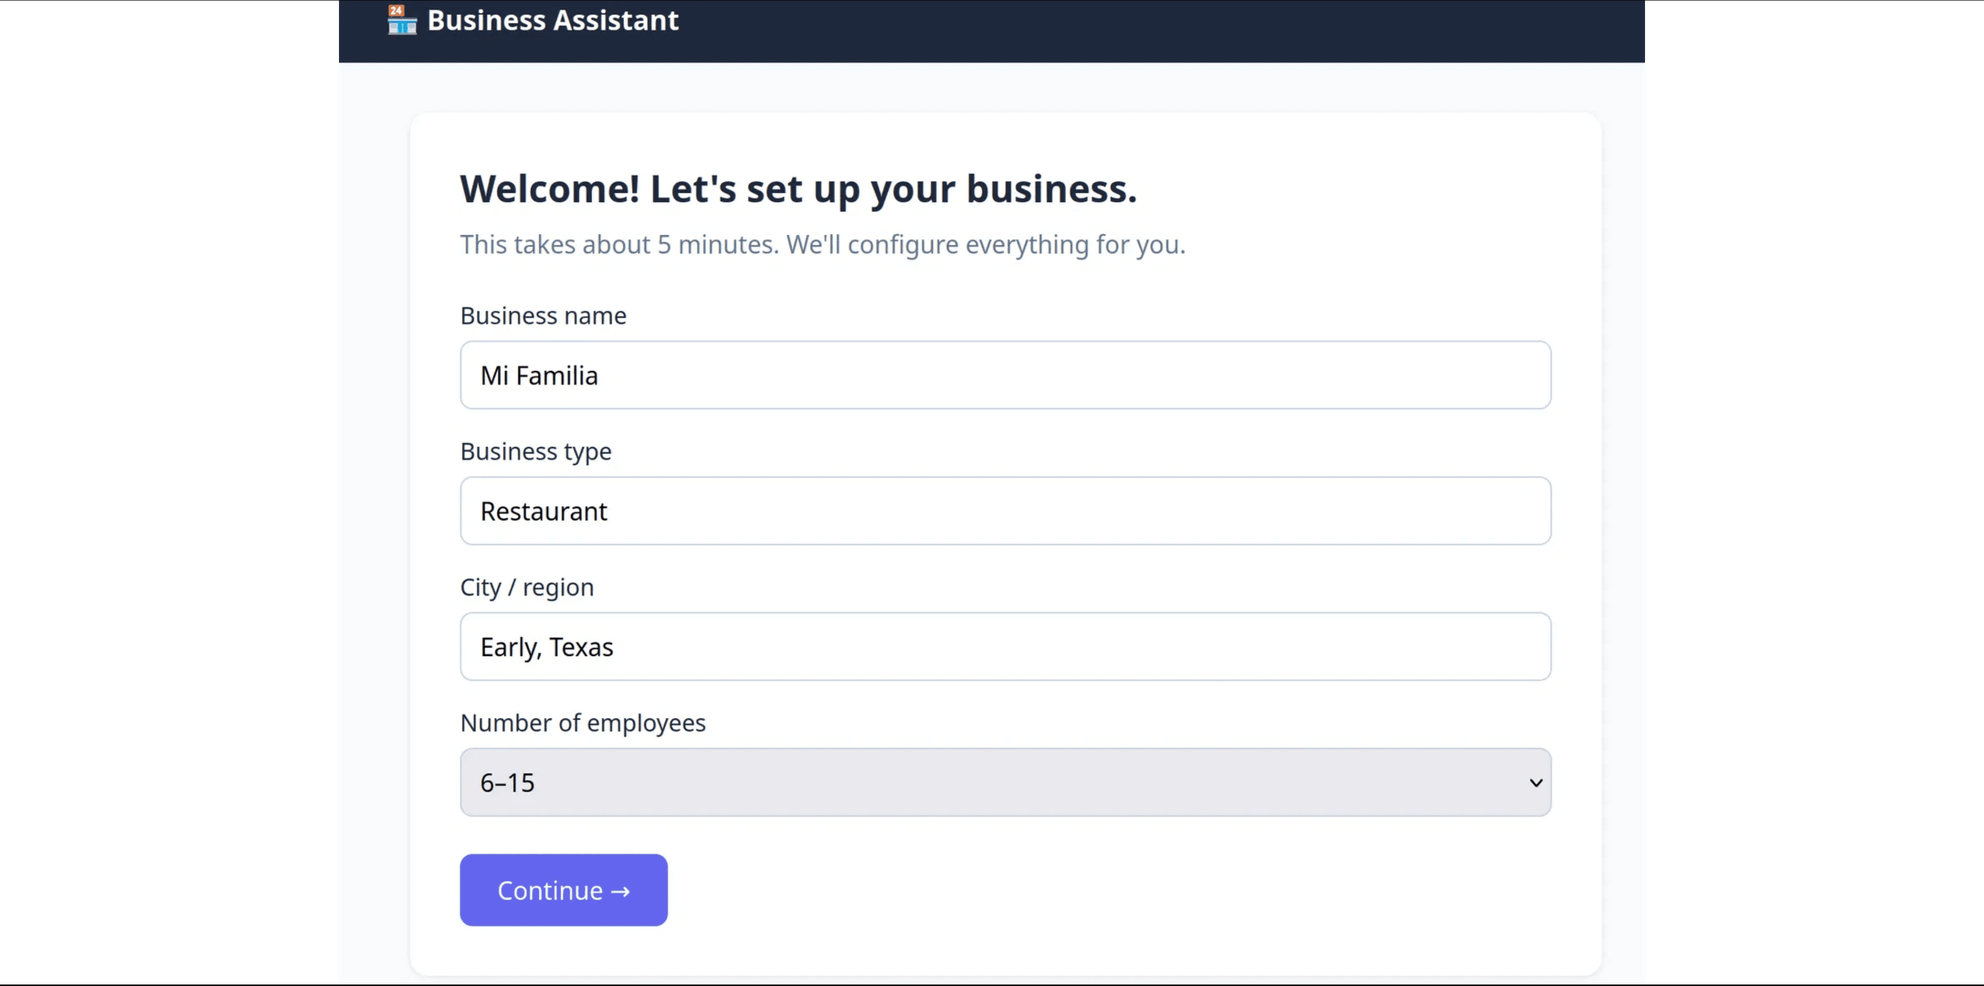 Business Assistant
Welcome! Let's set up your business.
This takes about 5 minutes. We'll configure everything for you.
Business name
Mi Familia
Business type
Restaurant
City / region
Early, Texas
Number of employees
6–15
Continue →